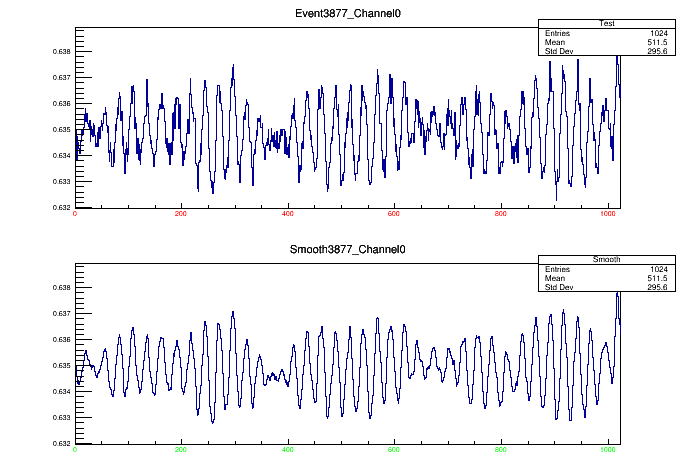 Event3877_Channel0
Test
Entries 1024
Mean 511.5
Std Dev 295.6
0.638
0.637
0.636
0.635
0.634
0.633
0.632
0 200 400 600 800 1000
Smooth3877_Channel0
Smooth
Entries 1024
Mean 511.5
Std Dev 295.6
0.638
0.637
0.636
0.635
0.634
0.633
0.632
0 200 400 600 800 1000